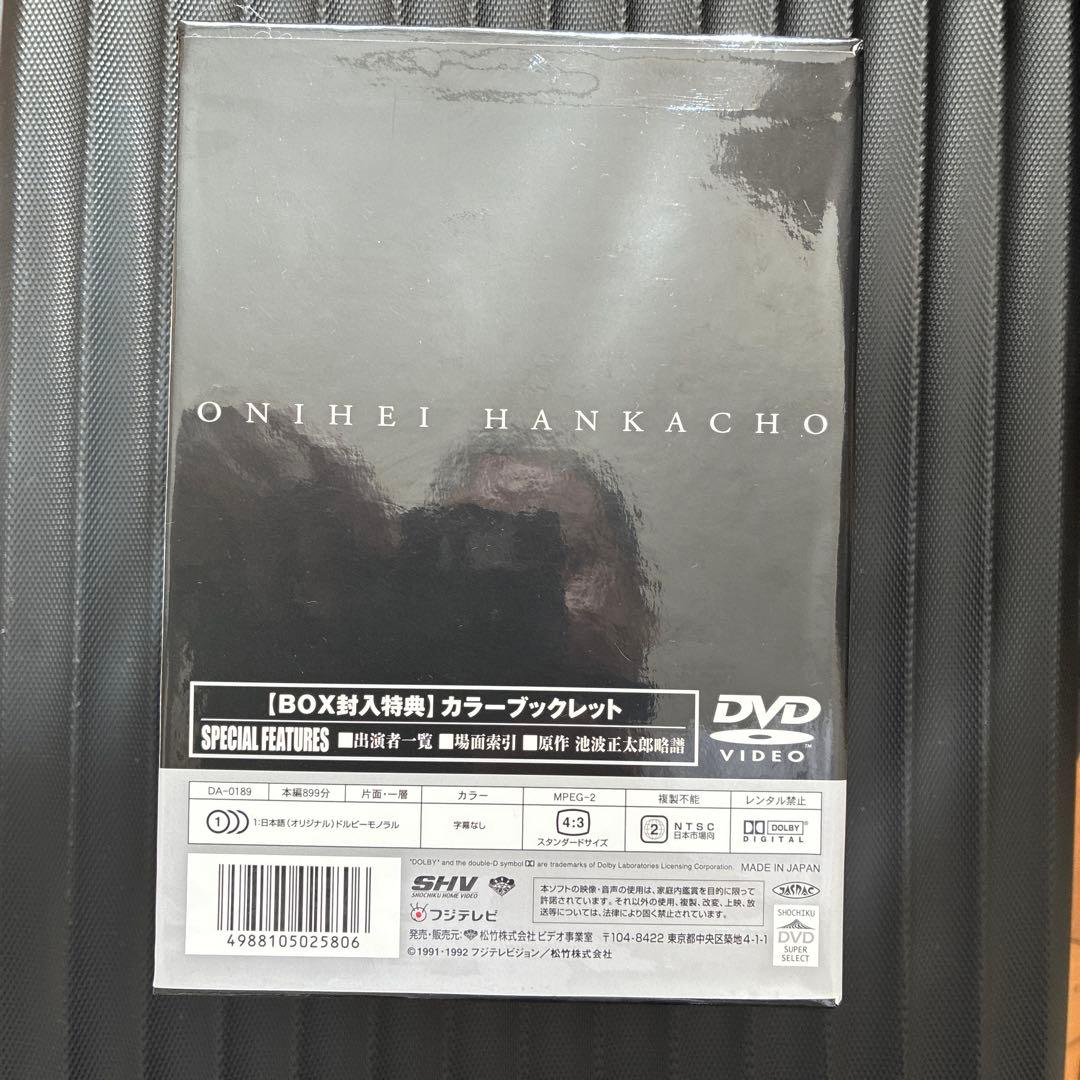 ONIHEI HANKACHO
【BOX封入特典】カラーブックレット
SPECIAL FEATURES ■出演者一覧 ■場面索引 ■原作 池波正太郎略譜
DVD
VIDEO
DA-0189 本編899分 片面・一層 カラー MPEG-2 複製不能 レンタル禁止
1 1:日本語(オリジナル)ドルビーモノラル 字幕なし 4:3 スタンダードサイズ 2 NTSC 日本市場向 DOLBY DIGITAL
"DOLBY" and the double-D symbol are trademarks of Dolby Laboratories Licensing Corporation. MADE IN JAPAN
4988105025806
SHV
SHOCHIKU HOME VIDEO
フジテレビ
本ソフトの映像・音声の使用は、家庭内鑑賞を目的に限って
許諾されています。それ以外の使用、複製、改変、上映、放
送等については、法律により固く禁止されています。
JASRAC
SHOCHIKU
DVD
SUPER
SELECT
発売・販売元: 松竹株式会社 ビデオ事業室 〒104-8422 東京都中央区築地4-1-1
©1991・1992 フジテレビジョン/松竹株式会社